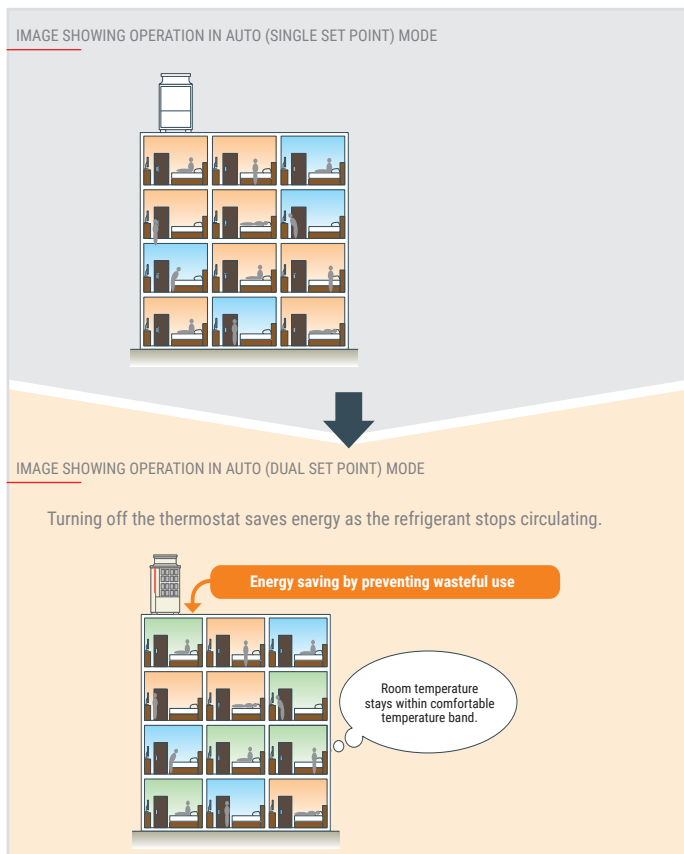 IMAGE SHOWING OPERATION IN AUTO (SINGLE SET POINT) MODE
IMAGE SHOWING OPERATION IN AUTO (DUAL SET POINT) MODE
Turning off the thermostat saves energy as the refrigerant stops circulating.
Energy saving by preventing wasteful use
Room temperature
stays within comfortable
temperature band.